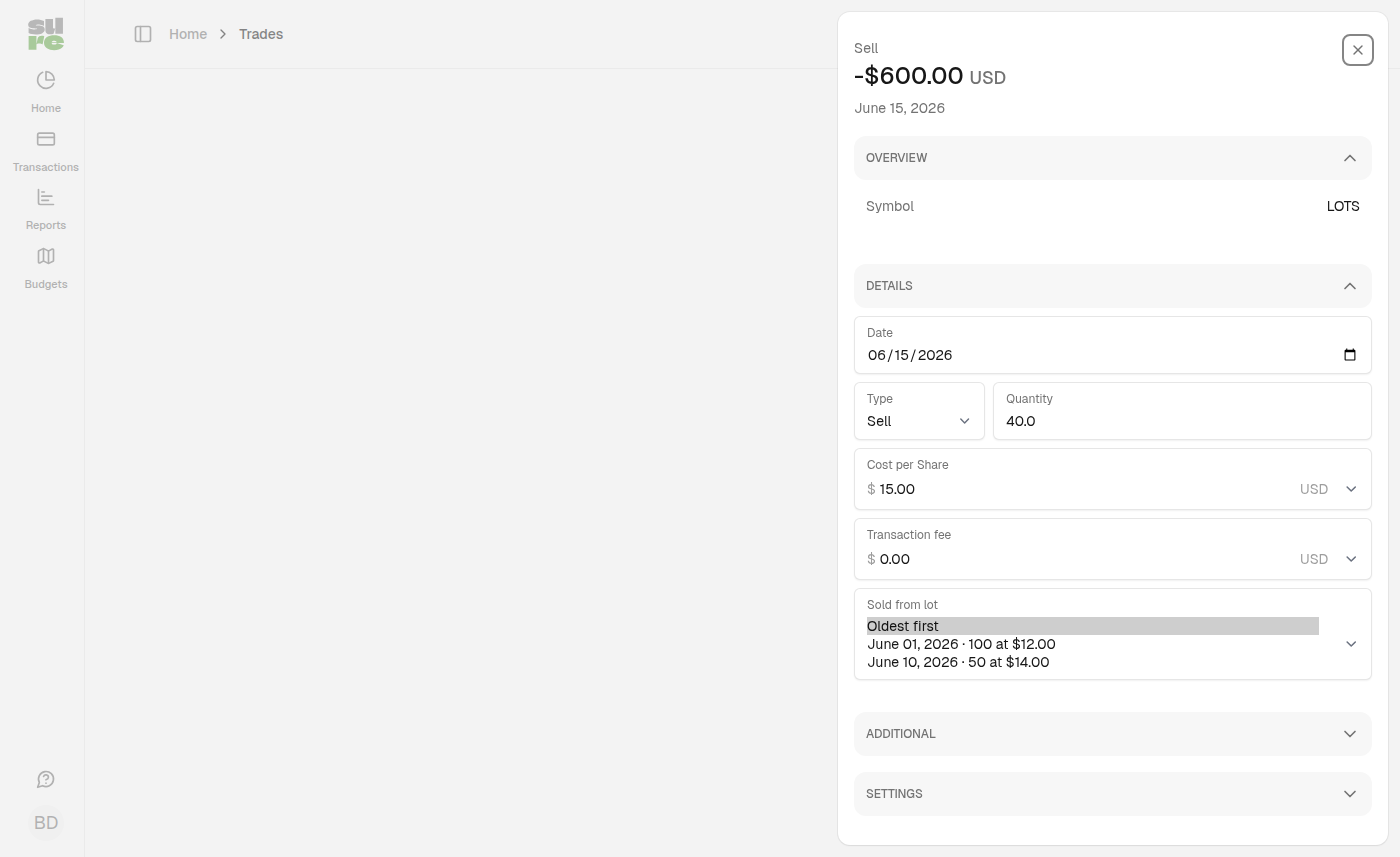 sure
Home
Transactions
Reports
Budgets
BD
Home > Trades
Sell
-$600.00 USD
June 15, 2026
OVERVIEW
Symbol LOTS
DETAILS
Date
06/15/2026
Type
Sell
Quantity
40.0
Cost per Share
$ 15.00 USD
Transaction fee
$ 0.00 USD
Sold from lot
Oldest first
June 01, 2026 · 100 at $12.00
June 10, 2026 · 50 at $14.00
ADDITIONAL
SETTINGS